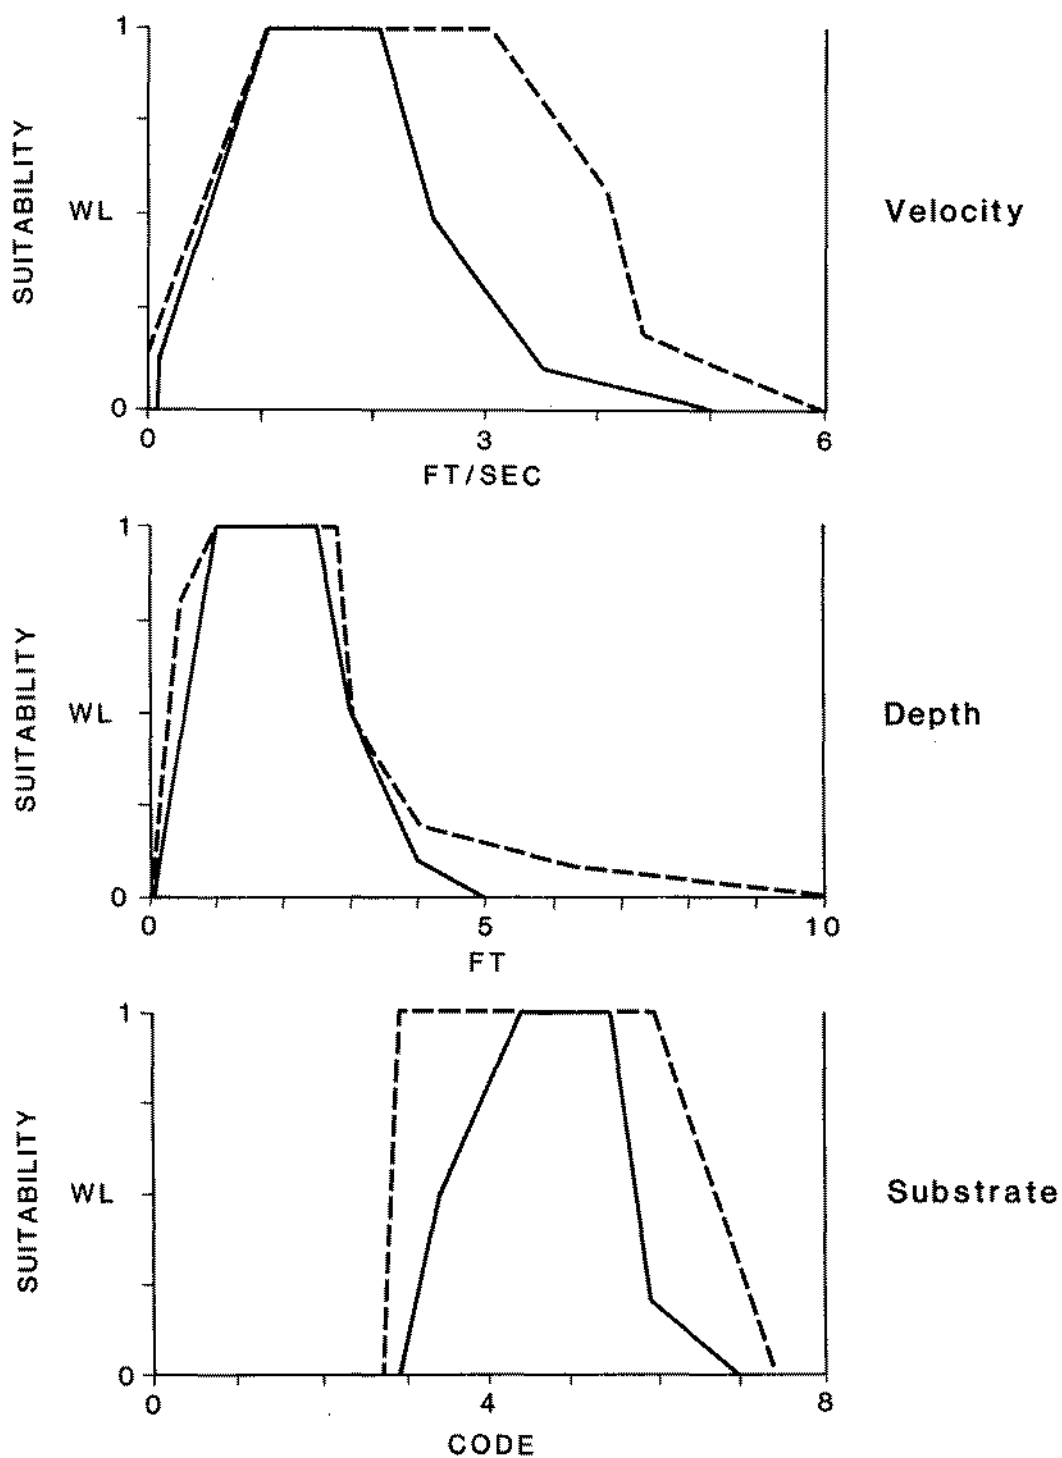 1
SUITABILITY
WL
Velocity
0
0 3 6
FT/SEC
1
SUITABILITY
WL
Depth
0
0 5 10
FT
1
SUITABILITY
WL
Substrate
0
0 4 8
CODE